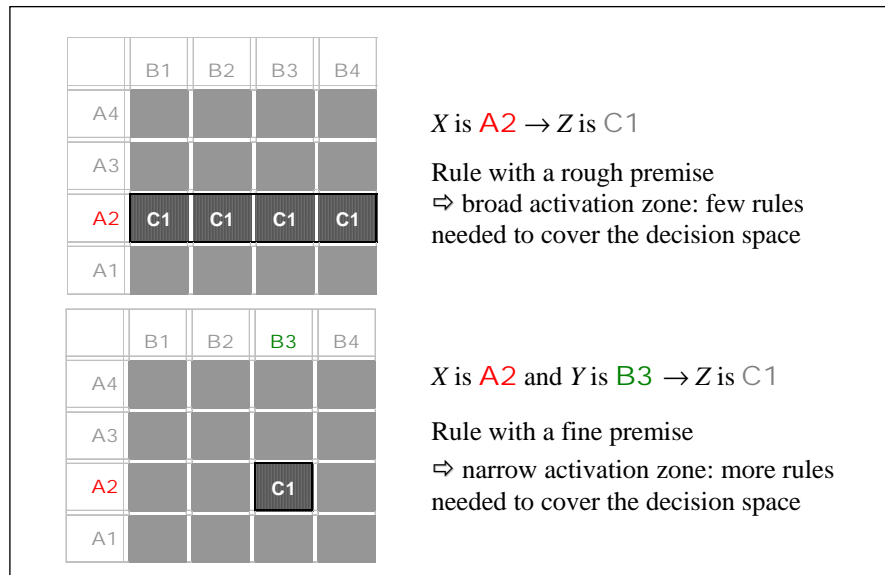 B1 B2 B3 B4
A4
A3
A2 C1 C1 C1 C1
A1
X is A2 → Z is C1
Rule with a rough premise
⇨ broad activation zone: few rules
needed to cover the decision space
B1 B2 B3 B4
A4
A3
A2 C1
A1
X is A2 and Y is B3 → Z is C1
Rule with a fine premise
⇨ narrow activation zone: more rules
needed to cover the decision space